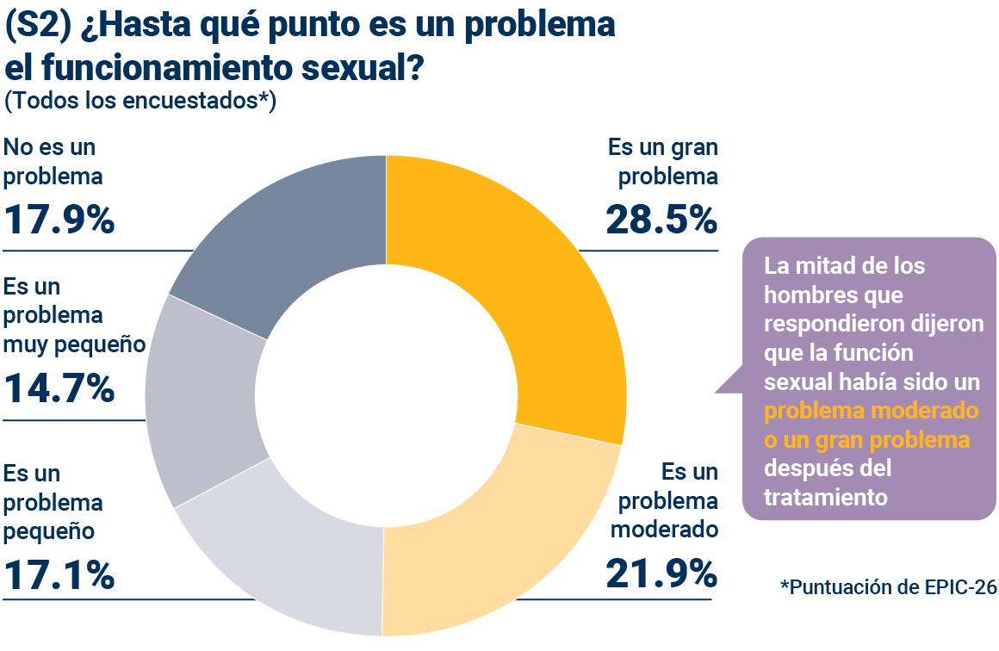 (S2) ¿Hasta qué punto es un problema
el funcionamiento sexual?
(Todos los encuestados*)
No es un
problema
17.9%
Es un
problema
muy pequeño
14.7%
Es un
problema
pequeño
17.1%
Es un gran
problema
28.5%
Es un
problema
moderado
21.9%
La mitad de los
hombres que
respondieron dijeron
que la función
sexual había sido un
problema moderado
o un gran problema
después del
tratamiento
*Puntuación de EPIC-26